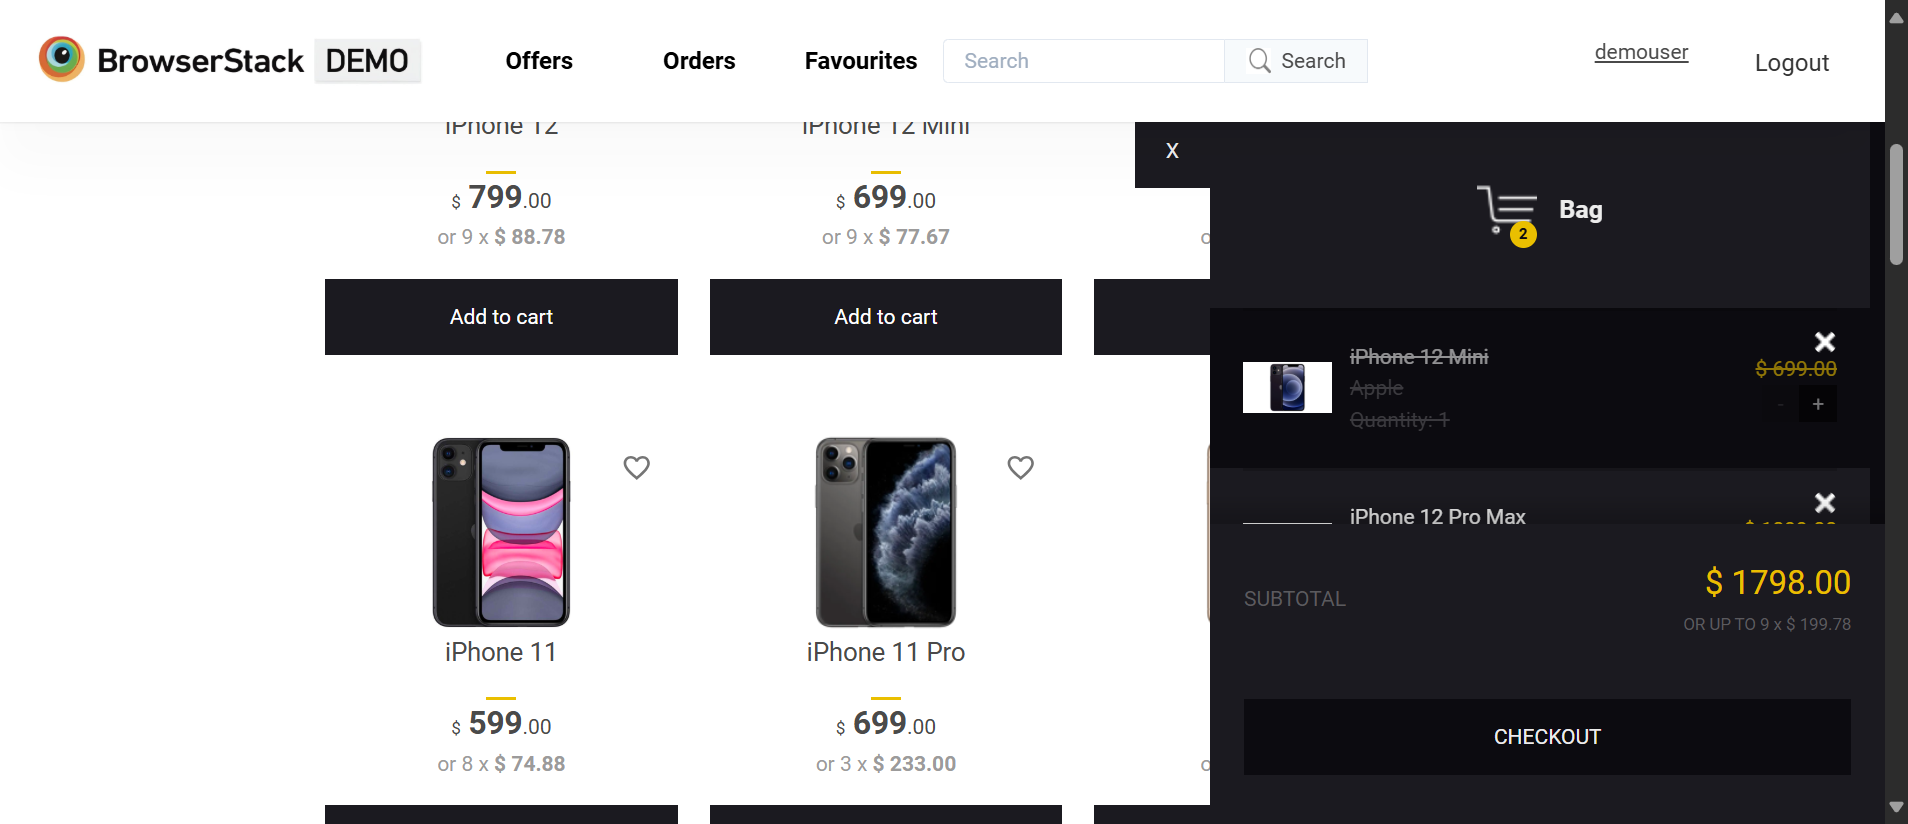 BrowserStack DEMO
Offers
Orders
Favourites
Search
Search
demouser
Logout
iPhone 12
$ 799.00
or 9 x $ 88.78
Add to cart
iPhone 12 Mini
$ 699.00
or 9 x $ 77.67
Add to cart
iPhone 11
$ 599.00
or 8 x $ 74.88
iPhone 11 Pro
$ 699.00
or 3 x $ 233.00
X
2
Bag
iPhone 12 Mini
Apple
Quantity: 1
$ 699.00
- +
iPhone 12 Pro Max
SUBTOTAL
$ 1798.00
OR UP TO 9 x $ 199.78
CHECKOUT